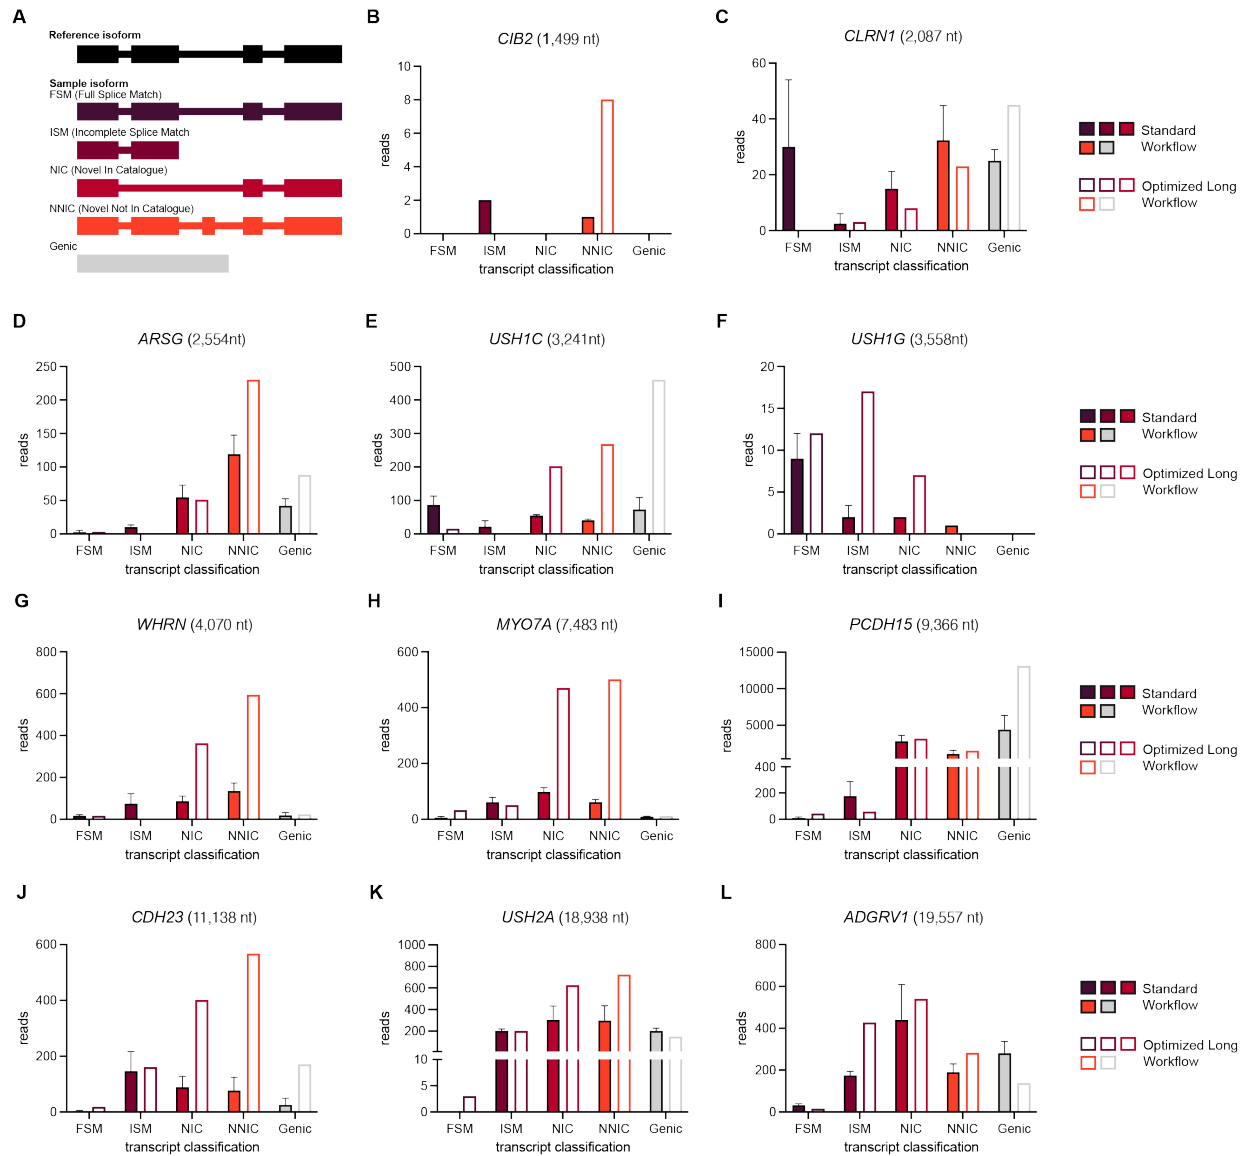 A
Reference isoform
Sample isoform
FSM (Full Splice Match)
ISM (Incomplete Splice Match
NIC (Novel In Catalogue)
NNIC (Novel Not In Catalogue)
Genic
B
CIB2 (1,499 nt)
reads
10
8
6
4
2
0
FSM ISM NIC NNIC Genic
transcript classification
C
CLRN1 (2,087 nt)
reads
60
40
20
0
FSM ISM NIC NNIC Genic
transcript classification
Standard
Workflow
Optimized Long
Workflow
D
ARSG (2,554nt)
reads
250
200
150
100
50
0
FSM ISM NIC NNIC Genic
transcript classification
E
USH1C (3,241nt)
reads
500
400
300
200
100
0
FSM ISM NIC NNIC Genic
transcript classification
F
USH1G (3,558nt)
reads
20
15
10
5
0
FSM ISM NIC NNIC Genic
transcript classification
Standard
Workflow
Optimized Long
Workflow
G
WHRN (4,070 nt)
reads
800
600
400
200
0
FSM ISM NIC NNIC Genic
transcript classification
H
MYO7A (7,483 nt)
reads
600
400
200
0
FSM ISM NIC NNIC Genic
transcript classification
I
PCDH15 (9,366 nt)
reads
15000
10000
5000
400
200
0
FSM ISM NIC NNIC Genic
transcript classification
Standard
Workflow
Optimized Long
Workflow
J
CDH23 (11,138 nt)
reads
600
400
200
0
FSM ISM NIC NNIC Genic
transcript classification
K
USH2A (18,938 nt)
reads
1000
800
600
400
200
10
5
0
FSM ISM NIC NNIC Genic
transcript classification
L
ADGRV1 (19,557 nt)
reads
800
600
400
200
0
FSM ISM NIC NNIC Genic
transcript classification
Standard
Workflow
Optimized Long
Workflow